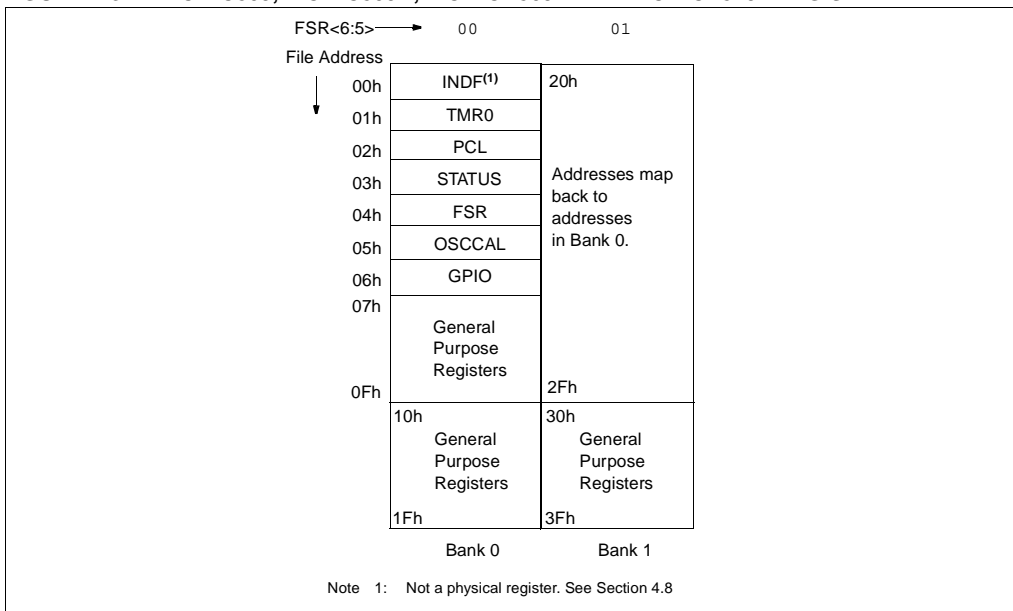 FSR<6:5> 00 01
File Address
00h INDF(1) 20h
01h TMR0
02h PCL
03h STATUS Addresses map
back to
04h FSR addresses
05h OSCCAL in Bank 0.
06h GPIO
07h
General
Purpose
Registers
0Fh 2Fh
10h 30h
General General
Purpose Purpose
Registers Registers
1Fh 3Fh
Bank 0 Bank 1
Note 1: Not a physical register. See Section 4.8